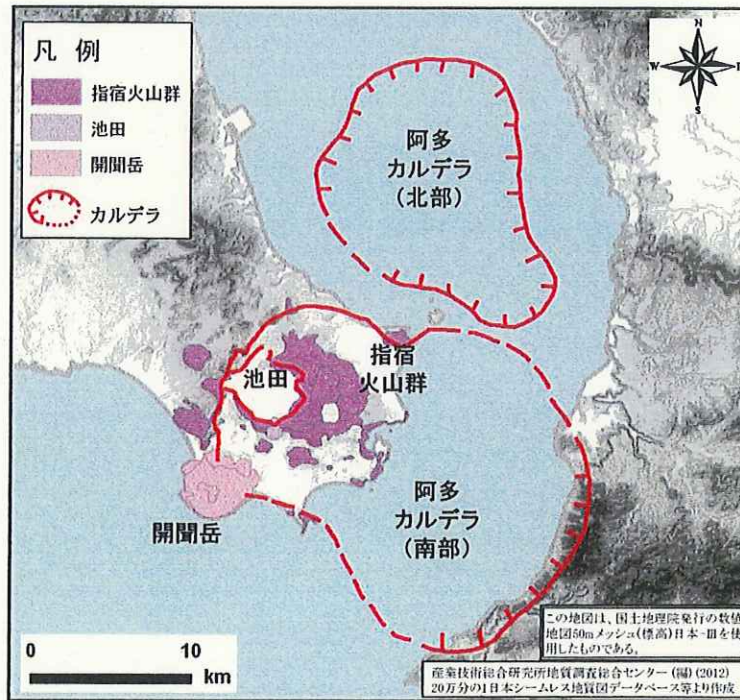 凡 例
指宿火山群
池田
開聞岳
カルデラ
N
W
E
S
阿多
カルデラ
（北部）
指宿
火山群
池田
阿多
カルデラ
（南部）
開聞岳
0
10
km
この地図は、国土地理院発行の数値
地図50mメッシュ(標高)日本-Ⅲを使
用したものである。
産業技術総合研究所地質調査総合センター（編）(2012)
20万分の1日本シームレス地質図データベース等より作成